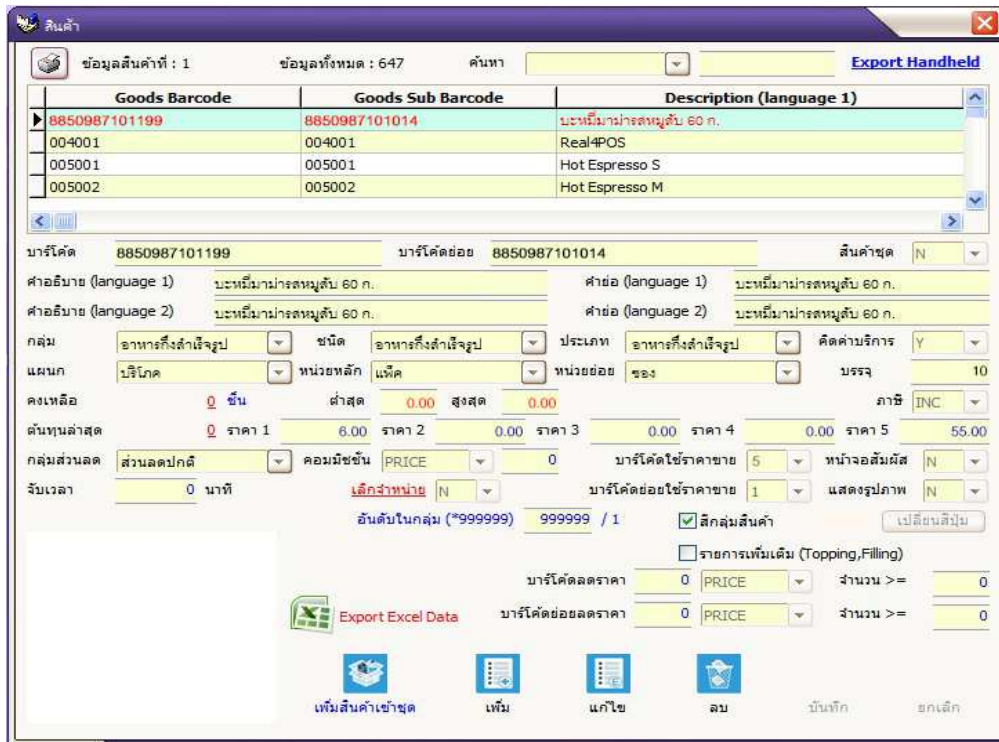 สินค้า
ข้อมูลสินค้าที่ : 1 ข้อมูลทั้งหมด : 647 ค้นหา Export Handheld
Goods Barcode Goods Sub Barcode Description (language 1)
8850987101199 8850987101014 บะหมี่มาม่ารสหมูสับ 60 ก.
004001 004001 Real4POS
005001 005001 Hot Espresso S
005002 005002 Hot Espresso M
บาร์โค้ด 8850987101199 บาร์โค้ดย่อย 8850987101014 สินค้าชุด N
คำอธิบาย (language 1) บะหมี่มาม่ารสหมูสับ 60 ก. คำย่อ (language 1) บะหมี่มาม่ารสหมูสับ 60 ก.
คำอธิบาย (language 2) บะหมี่มาม่ารสหมูสับ 60 ก. คำย่อ (language 2) บะหมี่มาม่ารสหมูสับ 60 ก.
กลุ่ม อาหารกึ่งสำเร็จรูป ชนิด อาหารกึ่งสำเร็จรูป ประเภท อาหารกึ่งสำเร็จรูป คิดค่าบริการ Y
แผนก บริโภค หน่วยหลัก แพ็ค หน่วยย่อย ซอง บรรจุ 10
คงเหลือ 0 ชิ้น ต่ำสุด 0.00 สูงสุด 0.00 ภาษี INC
ต้นทุนล่าสุด 0 ราคา 1 6.00 ราคา 2 0.00 ราคา 3 0.00 ราคา 4 0.00 ราคา 5 55.00
กลุ่มส่วนลด ส่วนลดปกติ คอมมิชชั่น PRICE 0 บาร์โค้ดใช้ราคาขาย 5 หน้าจอสัมผัส N
จับเวลา 0 นาที เลิกจำหน่าย N บาร์โค้ดย่อยใช้ราคาขาย 1 แสดงรูปภาพ N
อันดับในกลุ่ม (*999999) 999999 / 1 สีกลุ่มสินค้า เปลี่ยนสีปุ่ม
รายการเพิ่มเติม (Topping,Filling)
บาร์โค้ดลดราคา 0 PRICE จำนวน >= 0
Export Excel Data บาร์โค้ดย่อยลดราคา 0 PRICE จำนวน >= 0
เพิ่มสินค้าเข้าชุด เพิ่ม แก้ไข ลบ บันทึก ยกเลิก